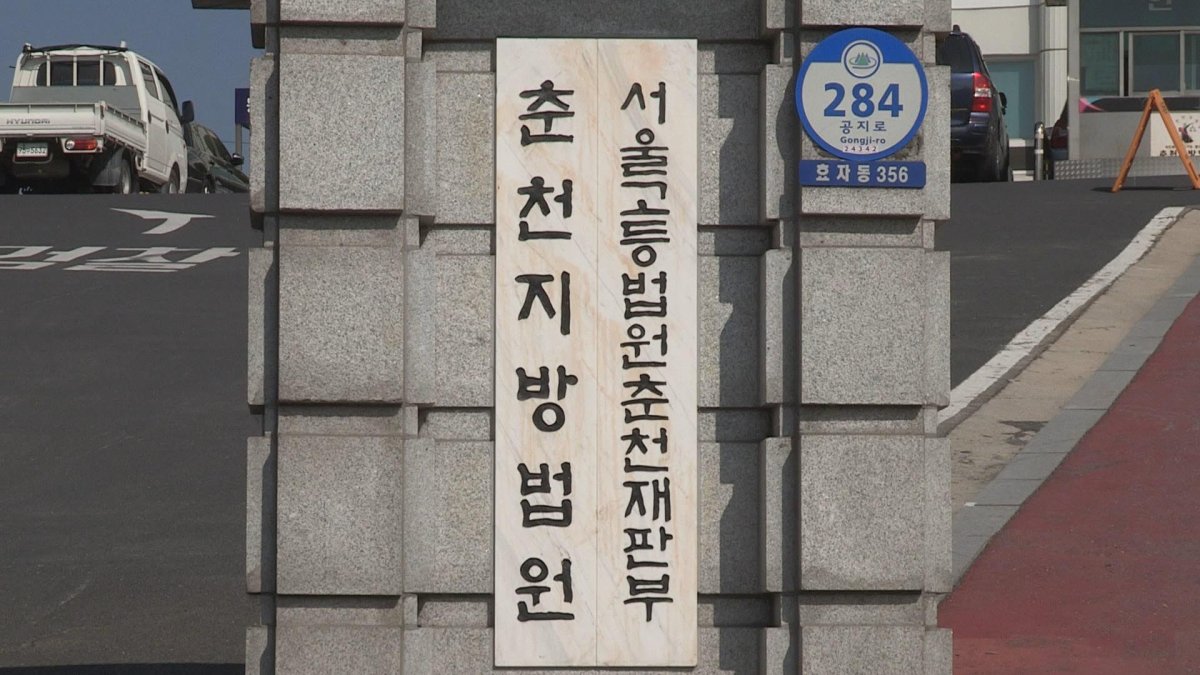 서울고등법원춘천재판부
춘천지방법원
284
공지로
Gongji-ro
24342
효자동 356
HYUNDAI